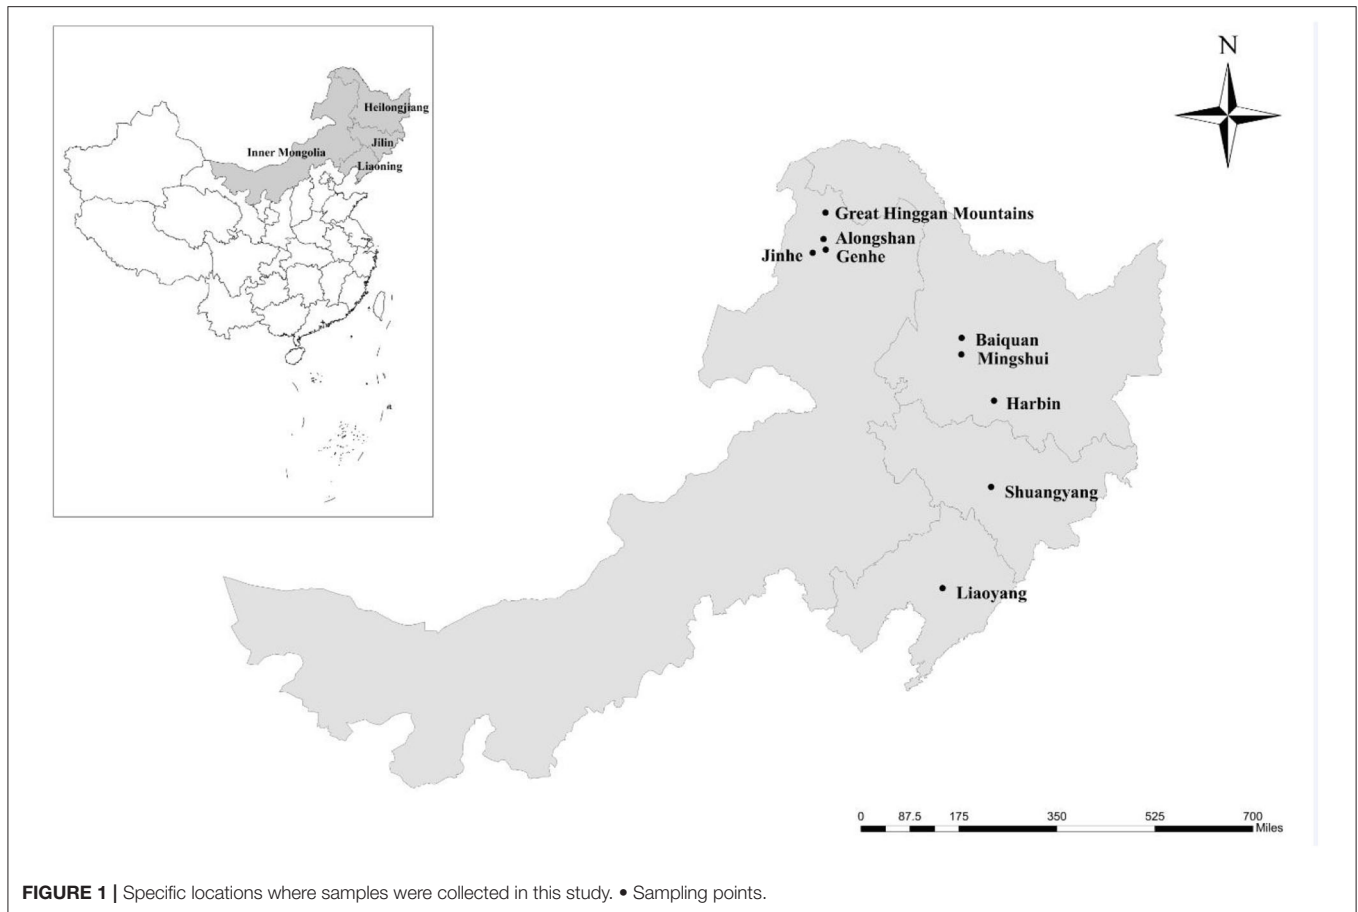 N
Heilongjiang
Jilin
Inner Mongolia
Liaoning
Great Hinggan Mountains
Alongshan
Jinhe
Genhe
Baiquan
Mingshui
Harbin
Shuangyang
Liaoyang
0 87.5 175 350 525 700
Miles
FIGURE 1 | Specific locations where samples were collected in this study. • Sampling points.